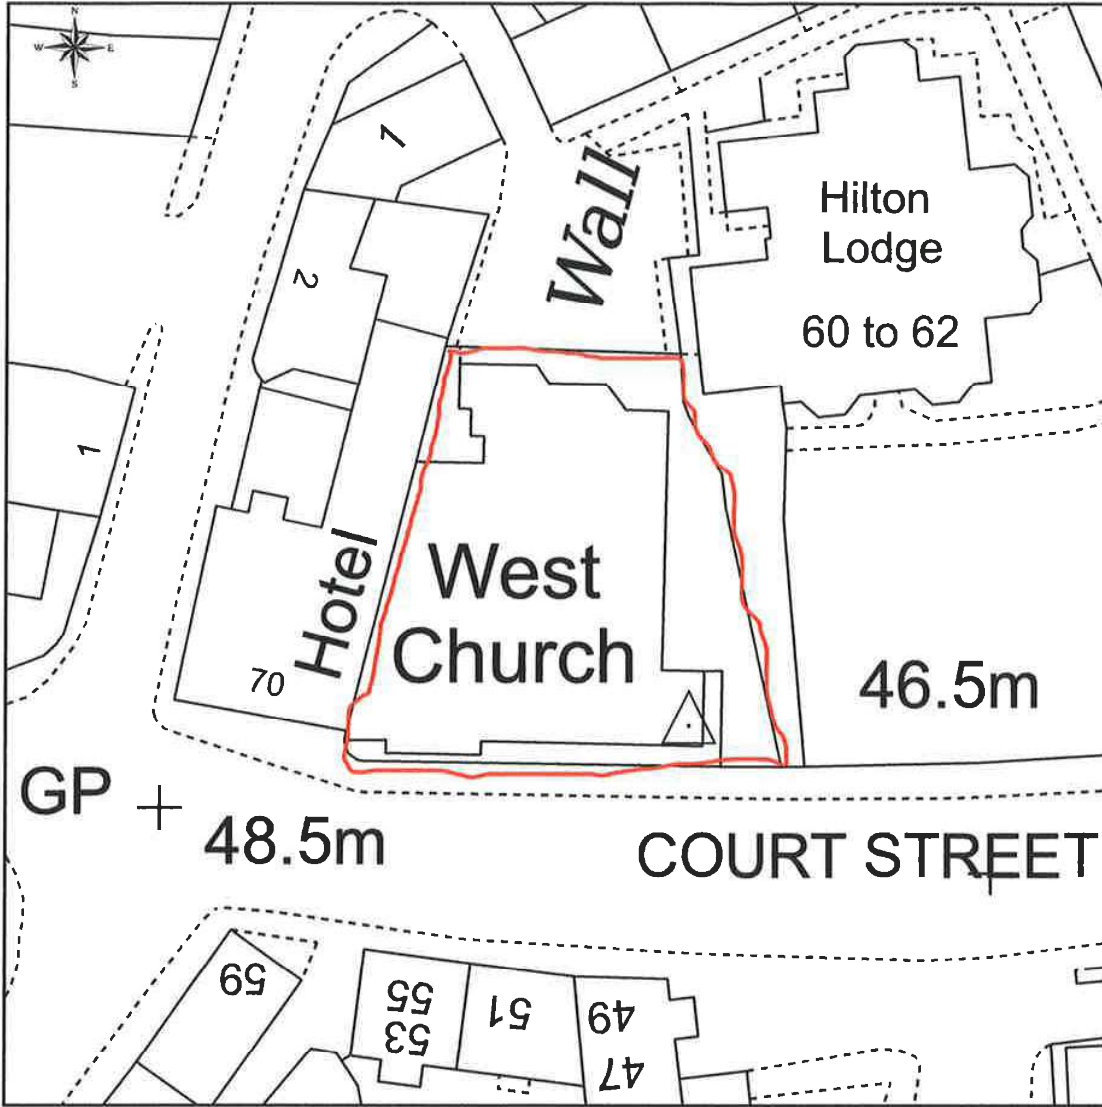 N
W E
S
1
Wall
Hilton
Lodge
2
60 to 62
1
West
Church
Hotel
70
46.5m
GP
48.5m
COURT STREET
59
55
53
51
49
47